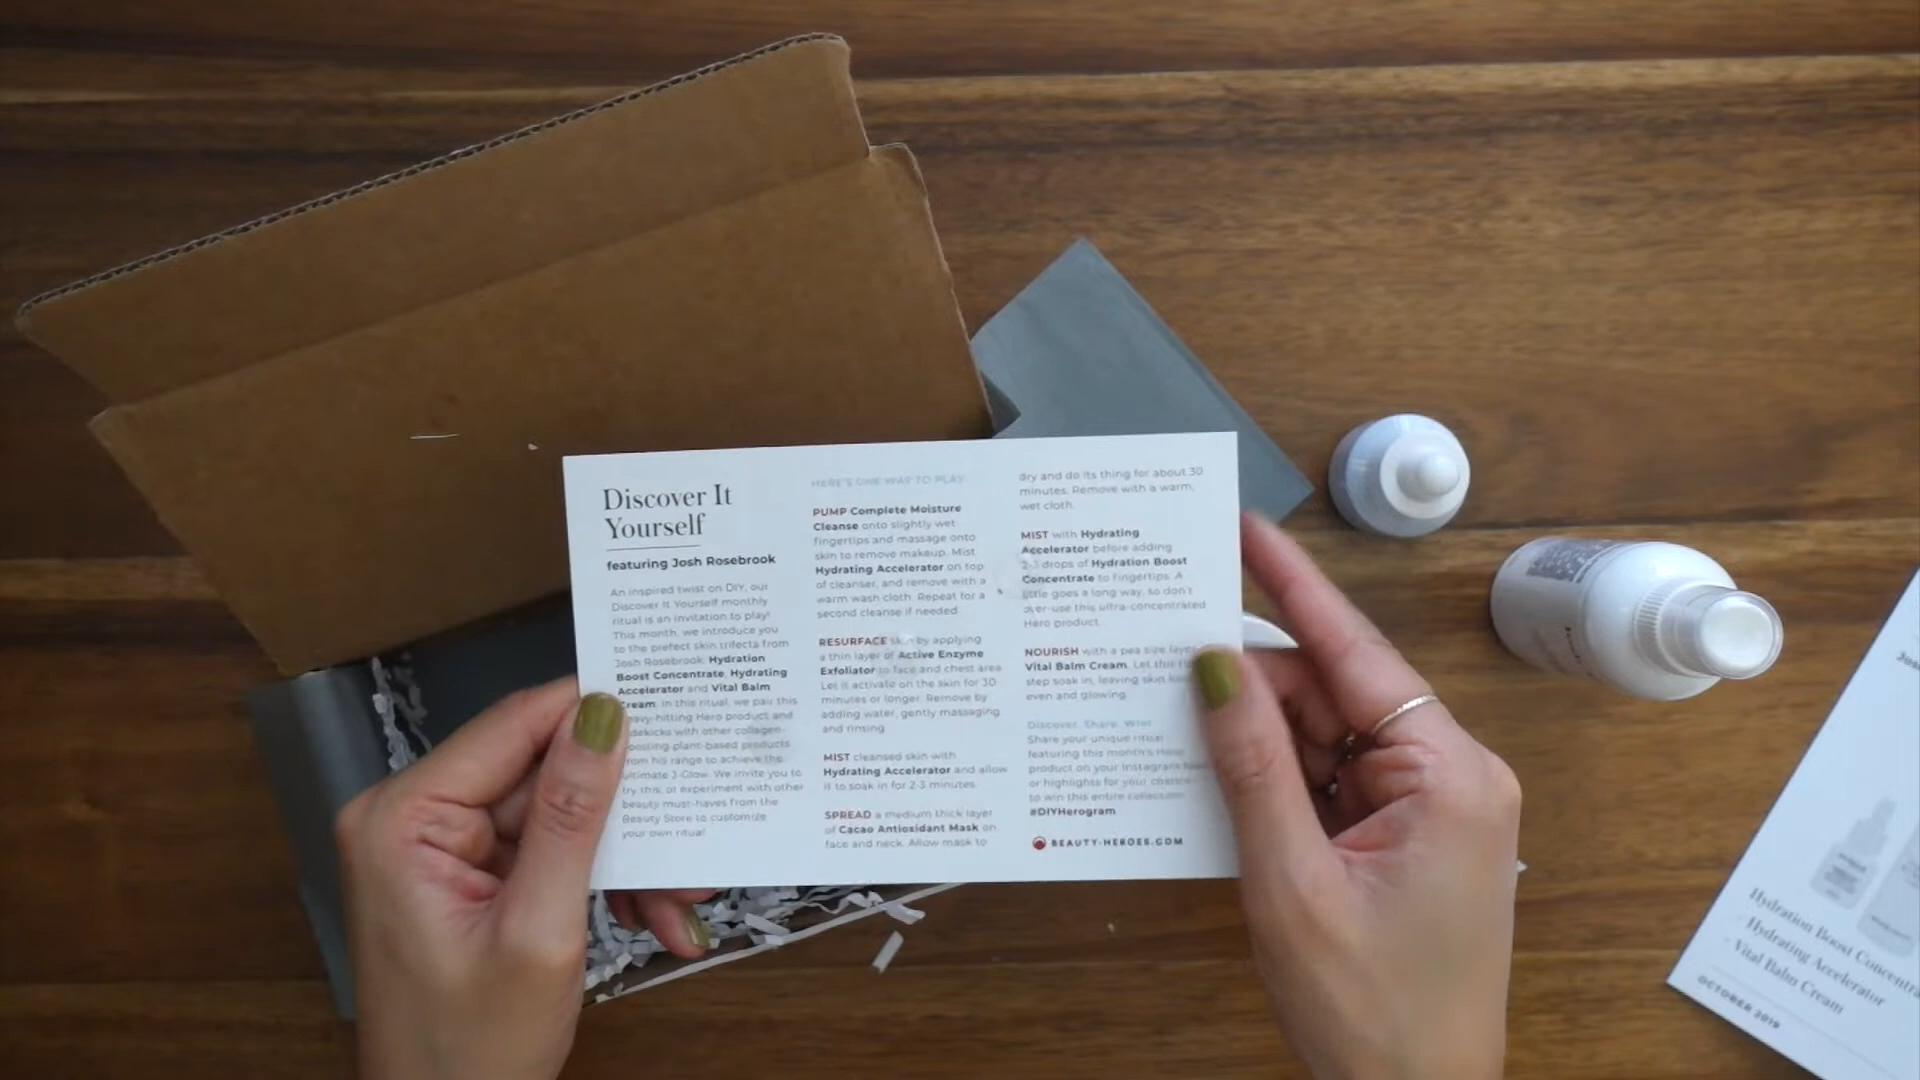 Discover It
Yourself
featuring Josh Rosebrook
An inspired twist on DIY, our
Discover It Yourself monthly
ritual is an invitation to play!
This month, we introduce you
to the prefect skin trifecta from
Josh Rosebrook: Hydration
Boost Concentrate, Hydrating
Accelerator and Vital Balm
Cream. In this ritual, we pair this
heavy-hitting Hero product and
sidekicks with other collagen-
boosting plant-based products
from his range to achieve the
ultimate J-Glow. We invite you to
try this, or experiment with other
beauty must-haves from the
Beauty Store to customize
your own ritual
HERE'S ONE WAY TO PLAY
PUMP Complete Moisture
Cleanse onto slightly wet
fingertips and massage onto
skin to remove makeup. Mist
Hydrating Accelerator on top
of cleanser, and remove with a
warm wash cloth. Repeat for a
second cleanse if needed.
RESURFACE skin by applying
a thin layer of Active Enzyme
Exfoliator to face and chest area.
Let it activate on the skin for 30
minutes or longer. Remove by
adding water, gently massaging
and rinsing.
MIST cleansed skin with
Hydrating Accelerator and allow
it to soak in for 2-3 minutes.
SPREAD a medium thick layer
of Cacao Antioxidant Mask on
face and neck. Allow mask to
dry and do its thing for about 30
minutes. Remove with a warm,
wet cloth.
MIST with Hydrating
Accelerator before adding
2-3 drops of Hydration Boost
Concentrate to fingertips. A
little goes a long way, so don't
over-use this ultra-concentrated
Hero product.
NOURISH with a pea size layer
Vital Balm Cream. Let this
step soak in, leaving skin
even and glowing.
Discover. Share. Win!
Share your unique ritual
featuring this month's Hero
product on your Instagram
or highlights for your chance
to win this entire collection.
#DIYHerogram
BEAUTY-HEROES.COM
Hydration Boost Concentra
- Hydrating Accelerator
- Vital Balm Cream
OCTOBER 2019